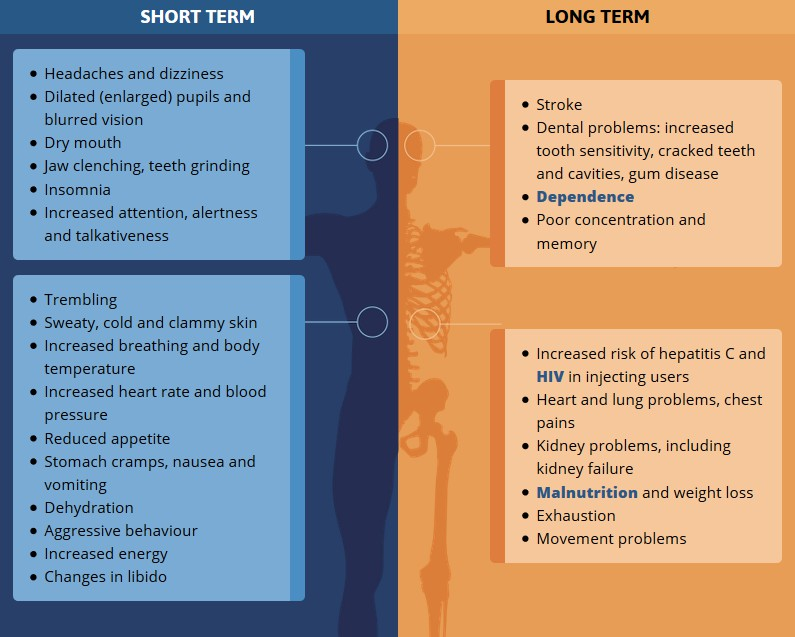 SHORT TERM
Headaches and dizziness
Dilated (enlarged) pupils and
blurred vision
Dry mouth
Jaw clenching, teeth grinding
Insomnia
Increased attention, alertness
and talkativeness
Trembling
Sweaty, cold and clammy skin
Increased breathing and body
temperature
Increased heart rate and blood
pressure
Reduced appetite
Stomach cramps, nausea and
vomiting
Dehydration
Aggressive behaviour
Increased energy
Changes in libido
LONG TERM
Stroke
Dental problems: increased
tooth sensitivity, cracked teeth
and cavities, gum disease
Dependence
Poor concentration and
memory
Increased risk of hepatitis C and
HIV in injecting users
Heart and lung problems, chest
pains
Kidney problems, including
kidney failure
Malnutrition and weight loss
Exhaustion
Movement problems